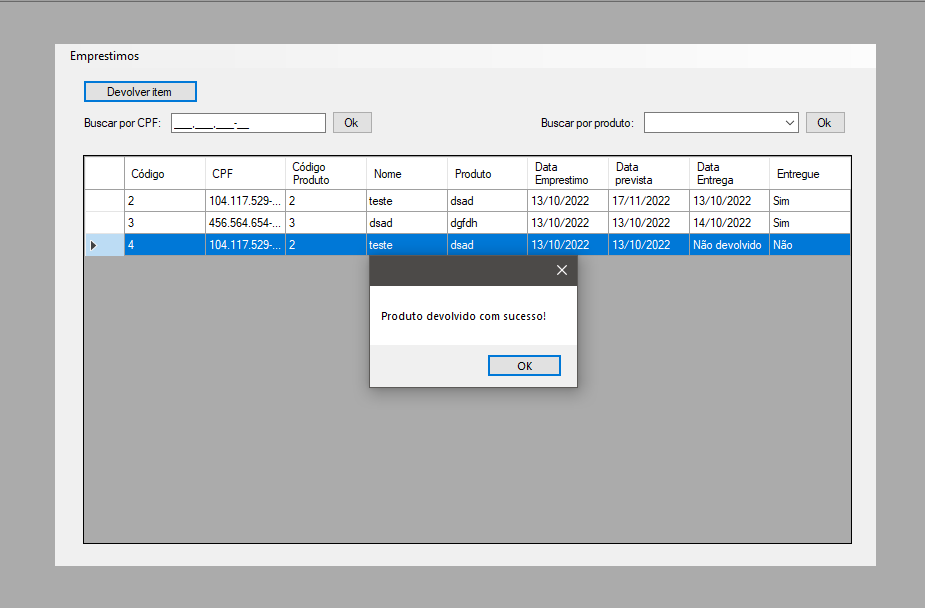 Emprestimos
Devolver item
Buscar por CPF: ___.___.___-__ Ok Buscar por produto: Ok
Código CPF Código Produto Nome Produto Data Emprestimo Data prevista Data Entrega Entregue
2 104.117.529-... 2 teste dsad 13/10/2022 17/11/2022 13/10/2022 Sim
3 456.564.654-... 3 dsad dgfdh 13/10/2022 13/10/2022 14/10/2022 Sim
4 104.117.529-... 2 teste dsad 13/10/2022 13/10/2022 Não devolvido Não
Produto devolvido com sucesso!
OK